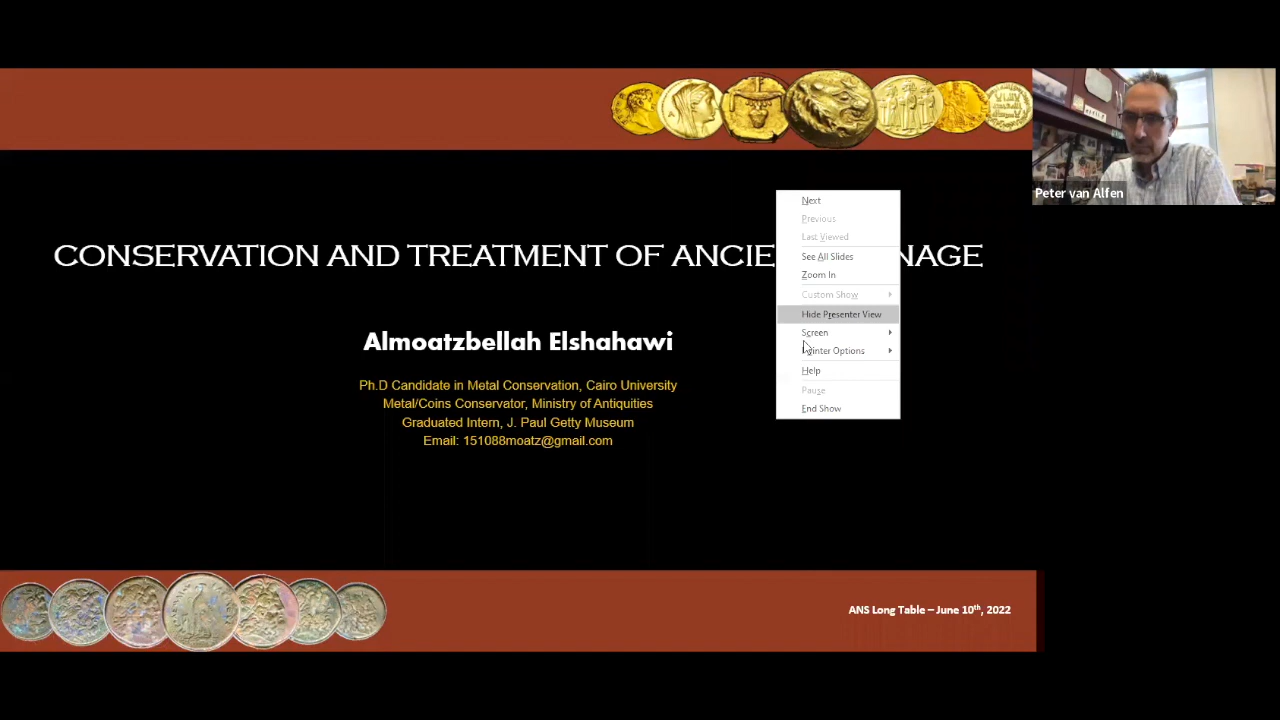 Peter van Alfen
CONSERVATION AND TREATMENT OF ANCIE NAGE
Next
Previous
Last Viewed
See All Slides
Zoom In
Custom Show
Hide Presenter View
Screen
inter Options
Help
Pause
End Show
Almoatzbellah Elshahawi
Ph.D Candidate in Metal Conservation, Cairo University
Metal/Coins Conservator, Ministry of Antiquities
Graduated Intern, J. Paul Getty Museum
Email: 151088moatz@gmail.com
ANS Long Table – June 10th, 2022